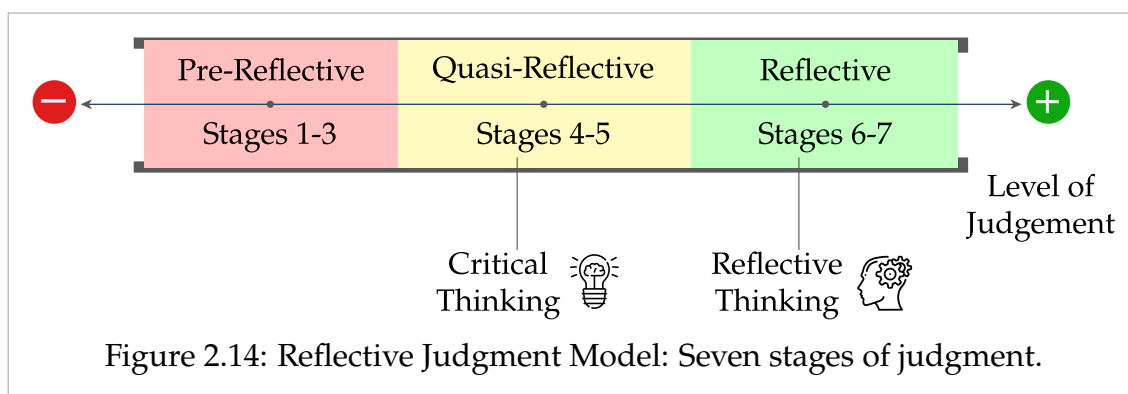 Pre-Reflective
Quasi-Reflective
Reflective
Stages 1-3
Stages 4-5
Stages 6-7
Level of
Judgement
Critical
Thinking
Reflective
Thinking
Figure 2.14: Reflective Judgment Model: Seven stages of judgment.